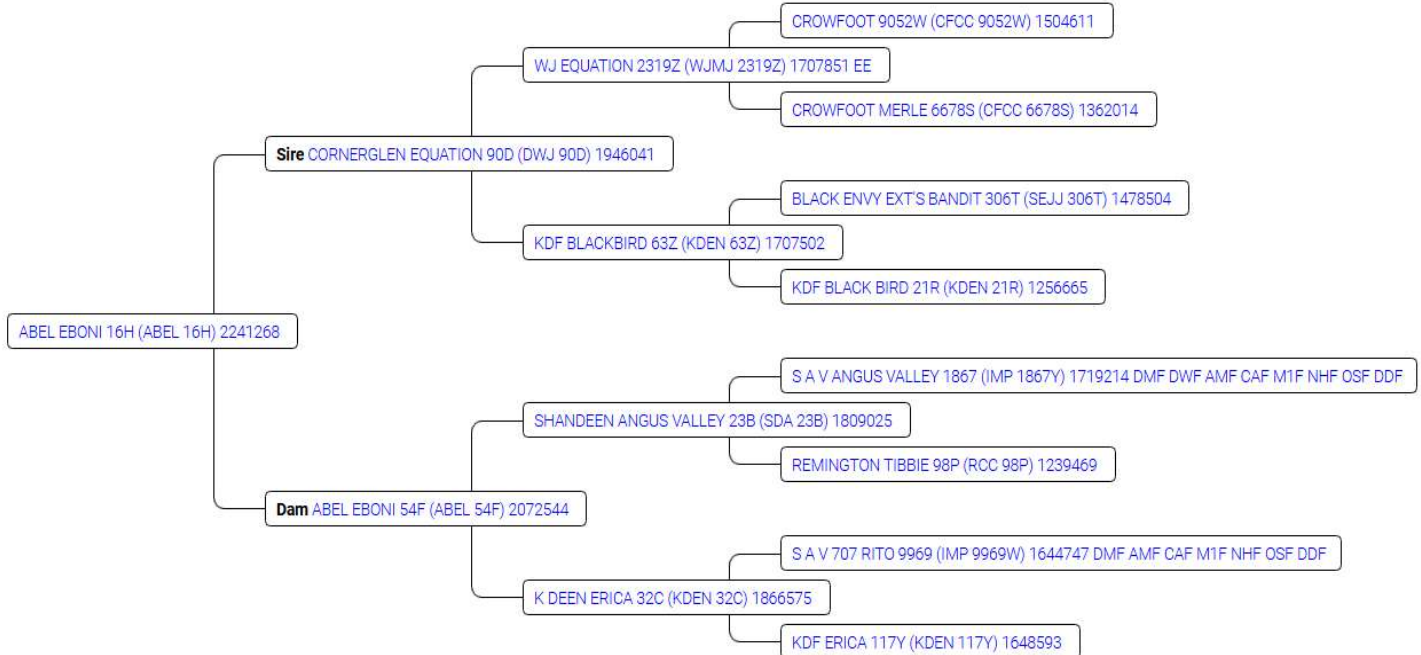 CROWFOOT 9052W (CFCC 9052W) 1504611
WJ EQUATION 2319Z (WJMJ 2319Z) 1707851 EE
CROWFOOT MERLE 6678S (CFCC 6678S) 1362014
Sire CORNERGLEN EQUATION 90D (DWJ 90D) 1946041
BLACK ENVY EXT'S BANDIT 306T (SEJJ 306T) 1478504
KDF BLACKBIRD 63Z (KDEN 63Z) 1707502
KDF BLACK BIRD 21R (KDEN 21R) 1256665
ABEL EBONI 16H (ABEL 16H) 2241268
S A V ANGUS VALLEY 1867 (IMP 1867Y) 1719214 DMF DWF AMF CAF M1F NHF OSF DDF
SHANDEEN ANGUS VALLEY 23B (SDA 23B) 1809025
REMINGTON TIBBIE 98P (RCC 98P) 1239469
Dam ABEL EBONI 54F (ABEL 54F) 2072544
S A V 707 RITO 9969 (IMP 9969W) 1644747 DMF AMF CAF M1F NHF OSF DDF
K DEEN ERICA 32C (KDEN 32C) 1866575
KDF ERICA 117Y (KDEN 117Y) 1648593